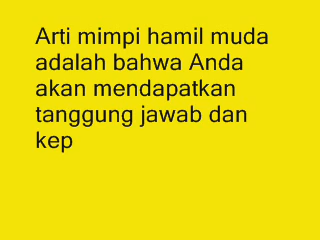 Arti mimpi hamil muda
adalah bahwa Anda
akan mendapatkan
tanggung jawab dan
kep